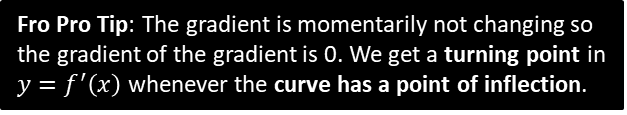 Fro Pro Tip: The gradient is momentarily not changing so
the gradient of the gradient is 0. We get a turning point in
y = f′(x) whenever the curve has a point of inflection.